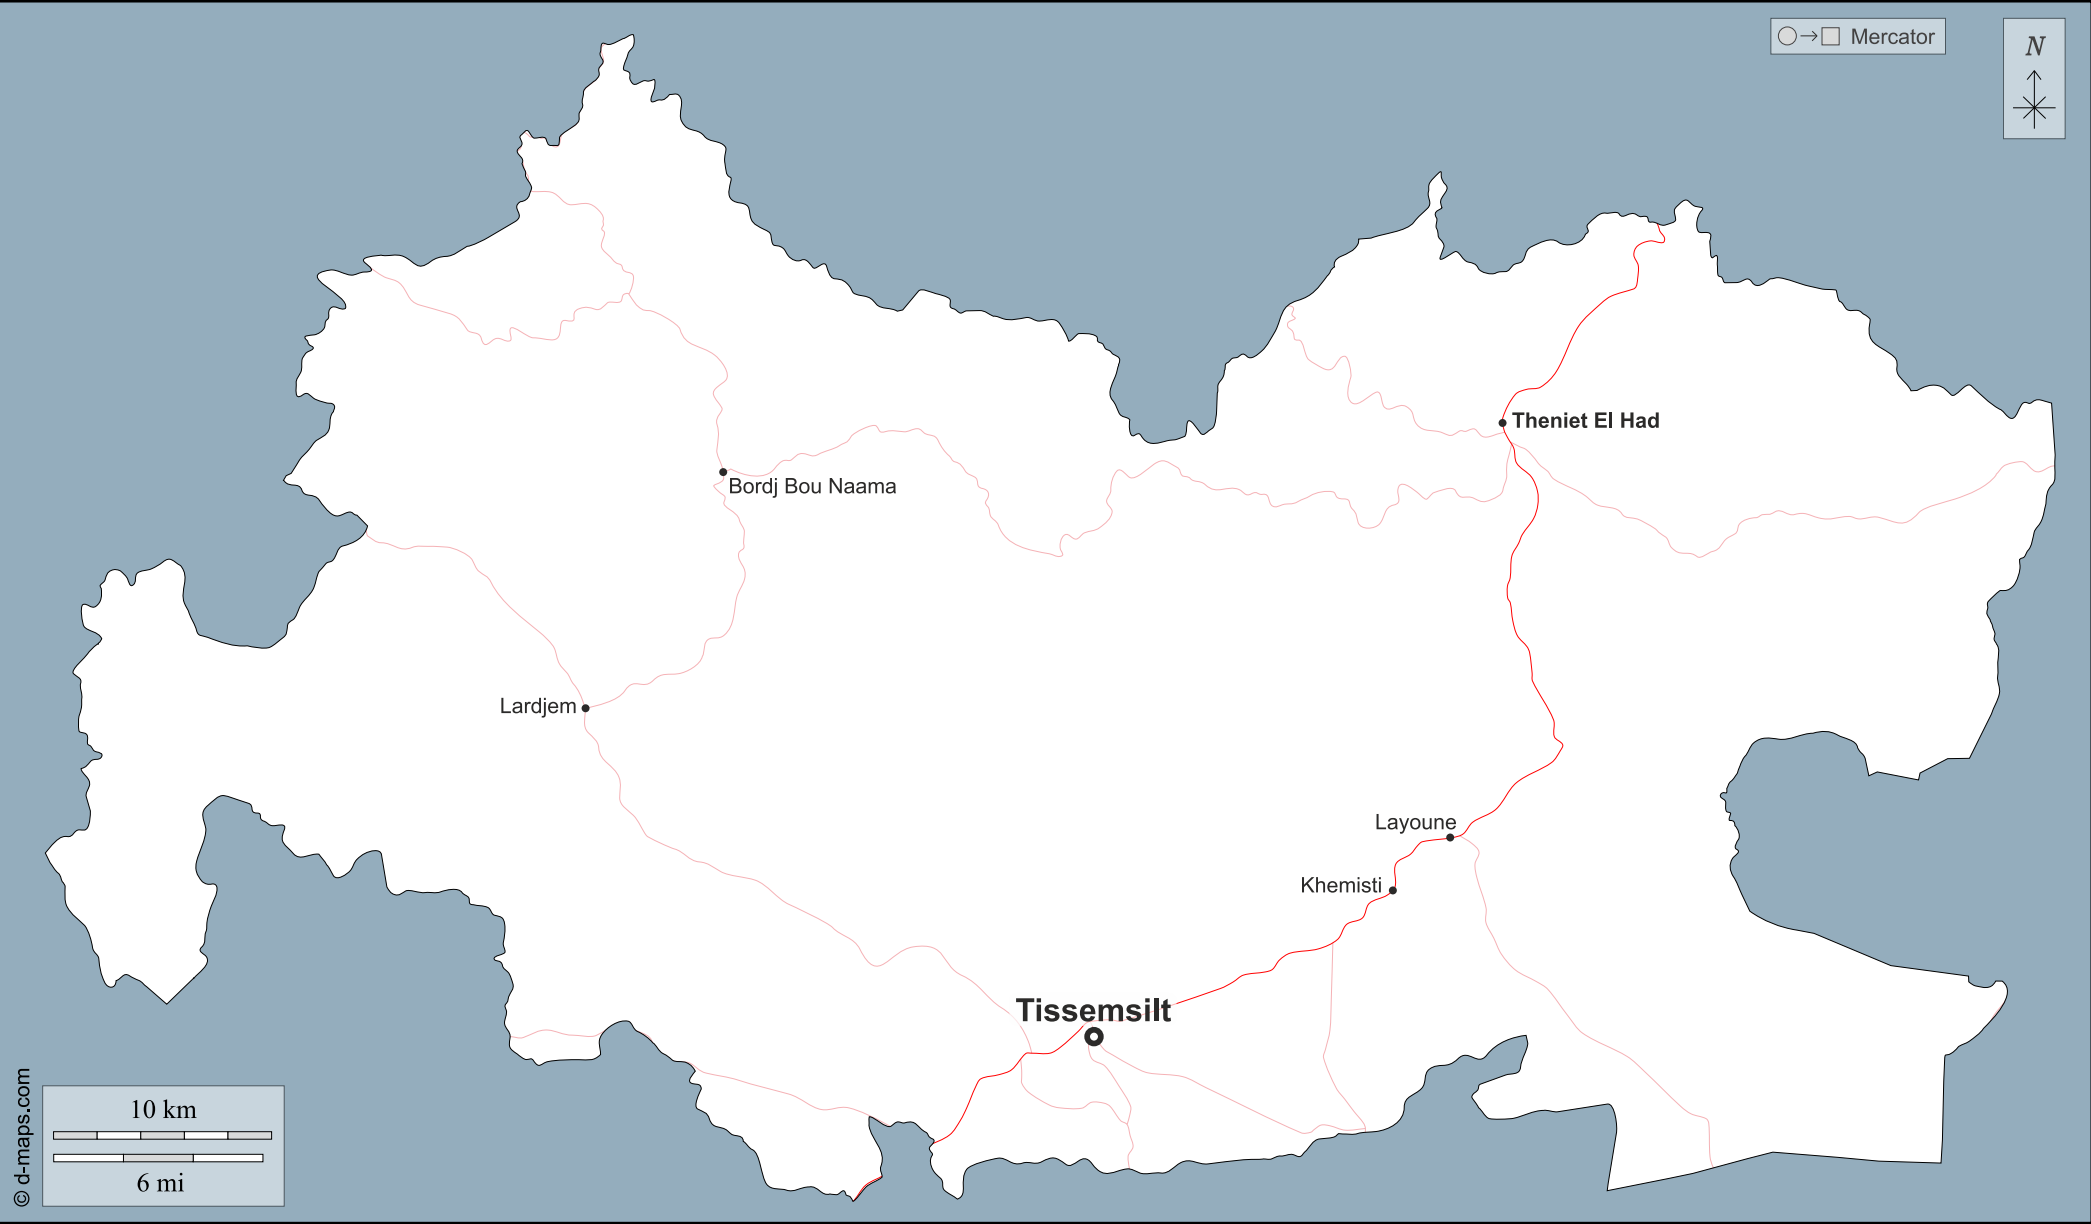 Mercator
N
Theniet El Had
Bordj Bou Naama
Lardjem
Layoune
Khemisti
Tissemsilt
10 km
6 mi
© d-maps.com